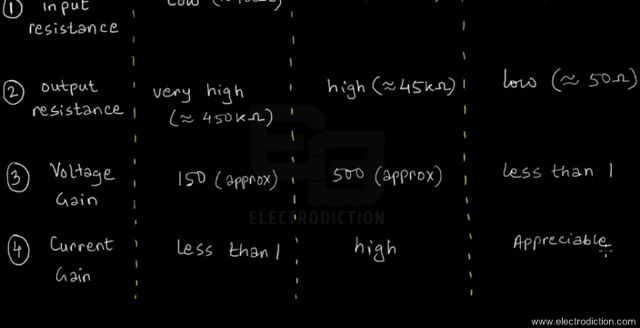 ① input resistance
② output resistance very high (≈ 450KΩ) high (≈ 45KΩ) low (≈ 50Ω)
③ Voltage Gain 150 (approx) 500 (approx) less than 1
④ Current Gain less than 1 high Appreciable
ELECTRODICTION
www.electrodiction.com